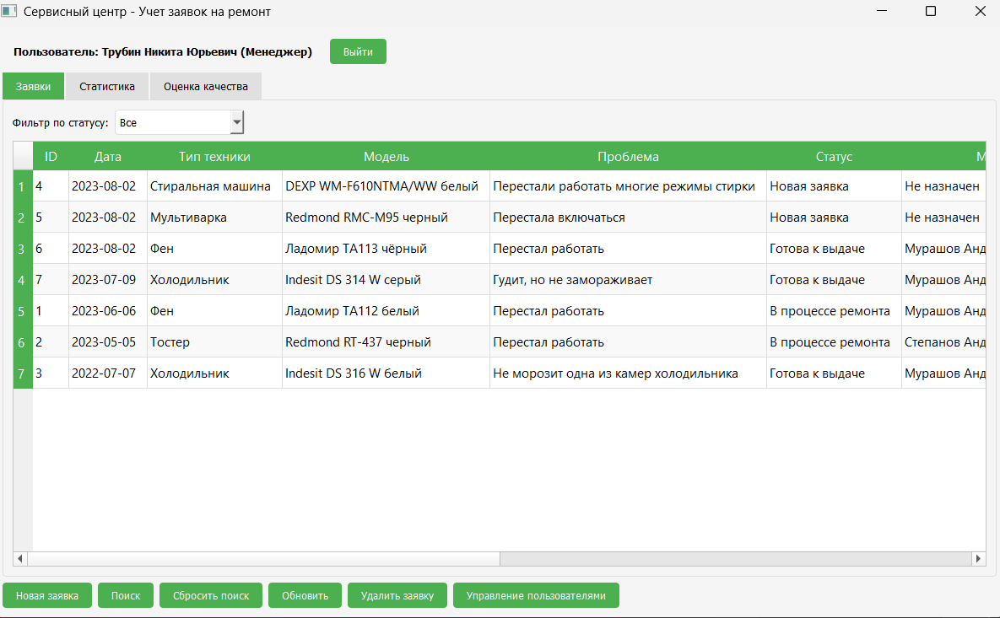 Сервисный центр - Учет заявок на ремонт
Пользователь: Трубин Никита Юрьевич (Менеджер) Выйти
Заявки Статистика Оценка качества
Фильтр по статусу: Все
ID Дата Тип техники Модель Проблема Статус М
1 4 2023-08-02 Стиральная машина DEXP WM-F610NTMA/WW белый Перестали работать многие режимы стирки Новая заявка Не назначен
2 5 2023-08-02 Мультиварка Redmond RMC-M95 черный Перестала включаться Новая заявка Не назначен
3 6 2023-08-02 Фен Ладомир ТА113 чёрный Перестал работать Готова к выдаче Мурашов Анд
4 7 2023-07-09 Холодильник Indesit DS 314 W серый Гудит, но не замораживает Готова к выдаче Мурашов Анд
5 1 2023-06-06 Фен Ладомир ТА112 белый Перестал работать В процессе ремонта Мурашов Анд
6 2 2023-05-05 Тостер Redmond RT-437 черный Перестал работать В процессе ремонта Степанов Анд
7 3 2022-07-07 Холодильник Indesit DS 316 W белый Не морозит одна из камер холодильника Готова к выдаче Мурашов Анд
Новая заявка Поиск Сбросить поиск Обновить Удалить заявку Управление пользователями